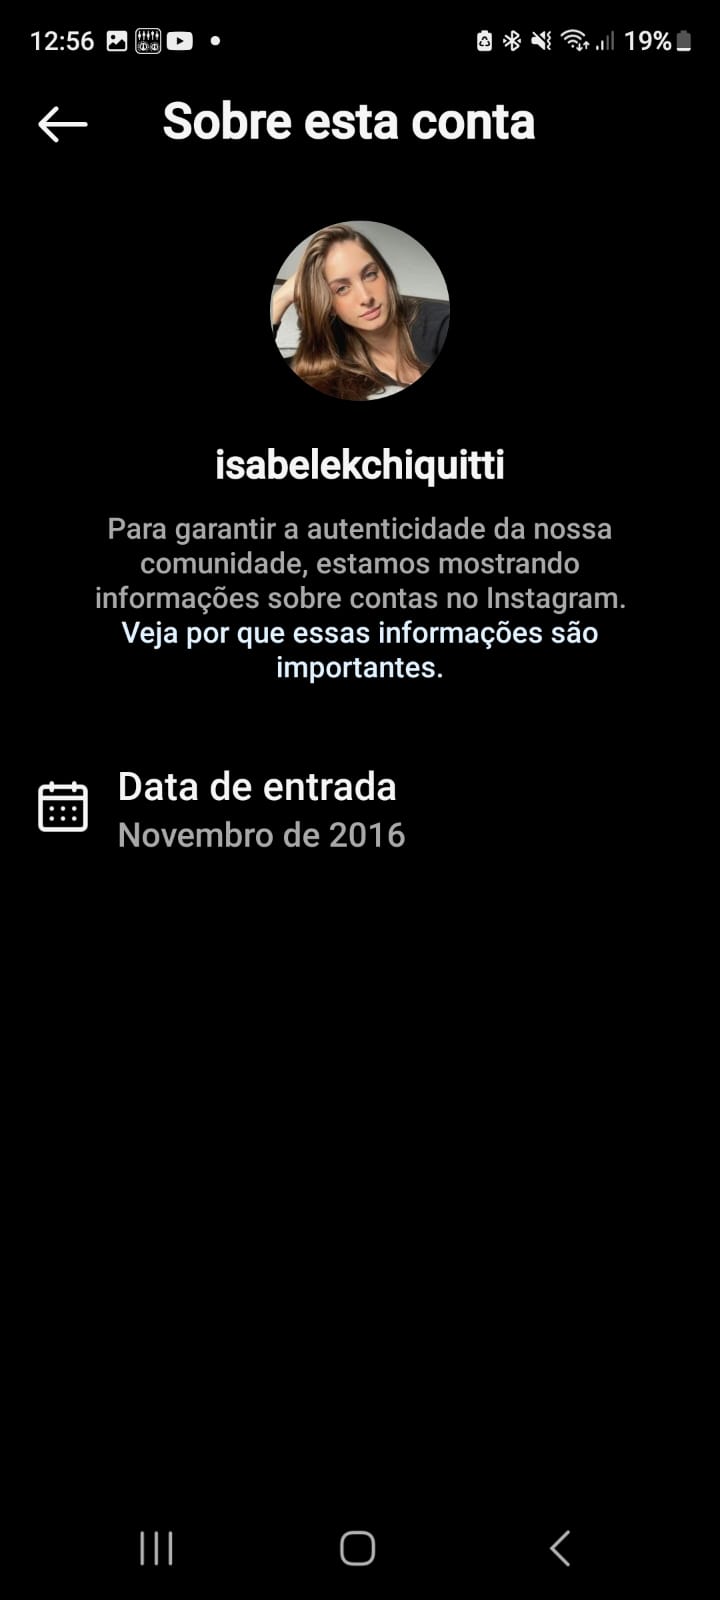 12:56
19%
Sobre esta conta
isabelekchiquitti
Para garantir a autenticidade da nossa
comunidade, estamos mostrando
informações sobre contas no Instagram.
Veja por que essas informações são
importantes.
Data de entrada
Novembro de 2016